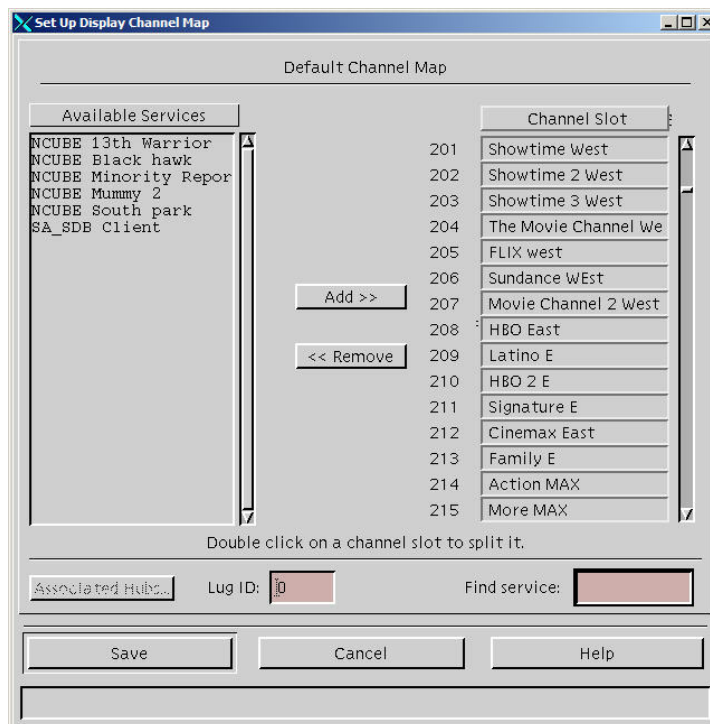 Set Up Display Channel Map
Default Channel Map
Available Services
NCUBE 13th Warrior
NCUBE Black hawk
NCUBE Minority Repor
NCUBE Mummy 2
NCUBE South park
SA_SDB Client
Add >>
<< Remove
Channel Slot
201 Showtime West
202 Showtime 2 West
203 Showtime 3 West
204 The Movie Channel We
205 FLIX west
206 Sundance WEst
207 Movie Channel 2 West
208 HBO East
209 Latino E
210 HBO 2 E
211 Signature E
212 Cinemax East
213 Family E
214 Action MAX
215 More MAX
Double click on a channel slot to split it.
Associated Hubs... Lug ID: 0 Find service:
Save Cancel Help